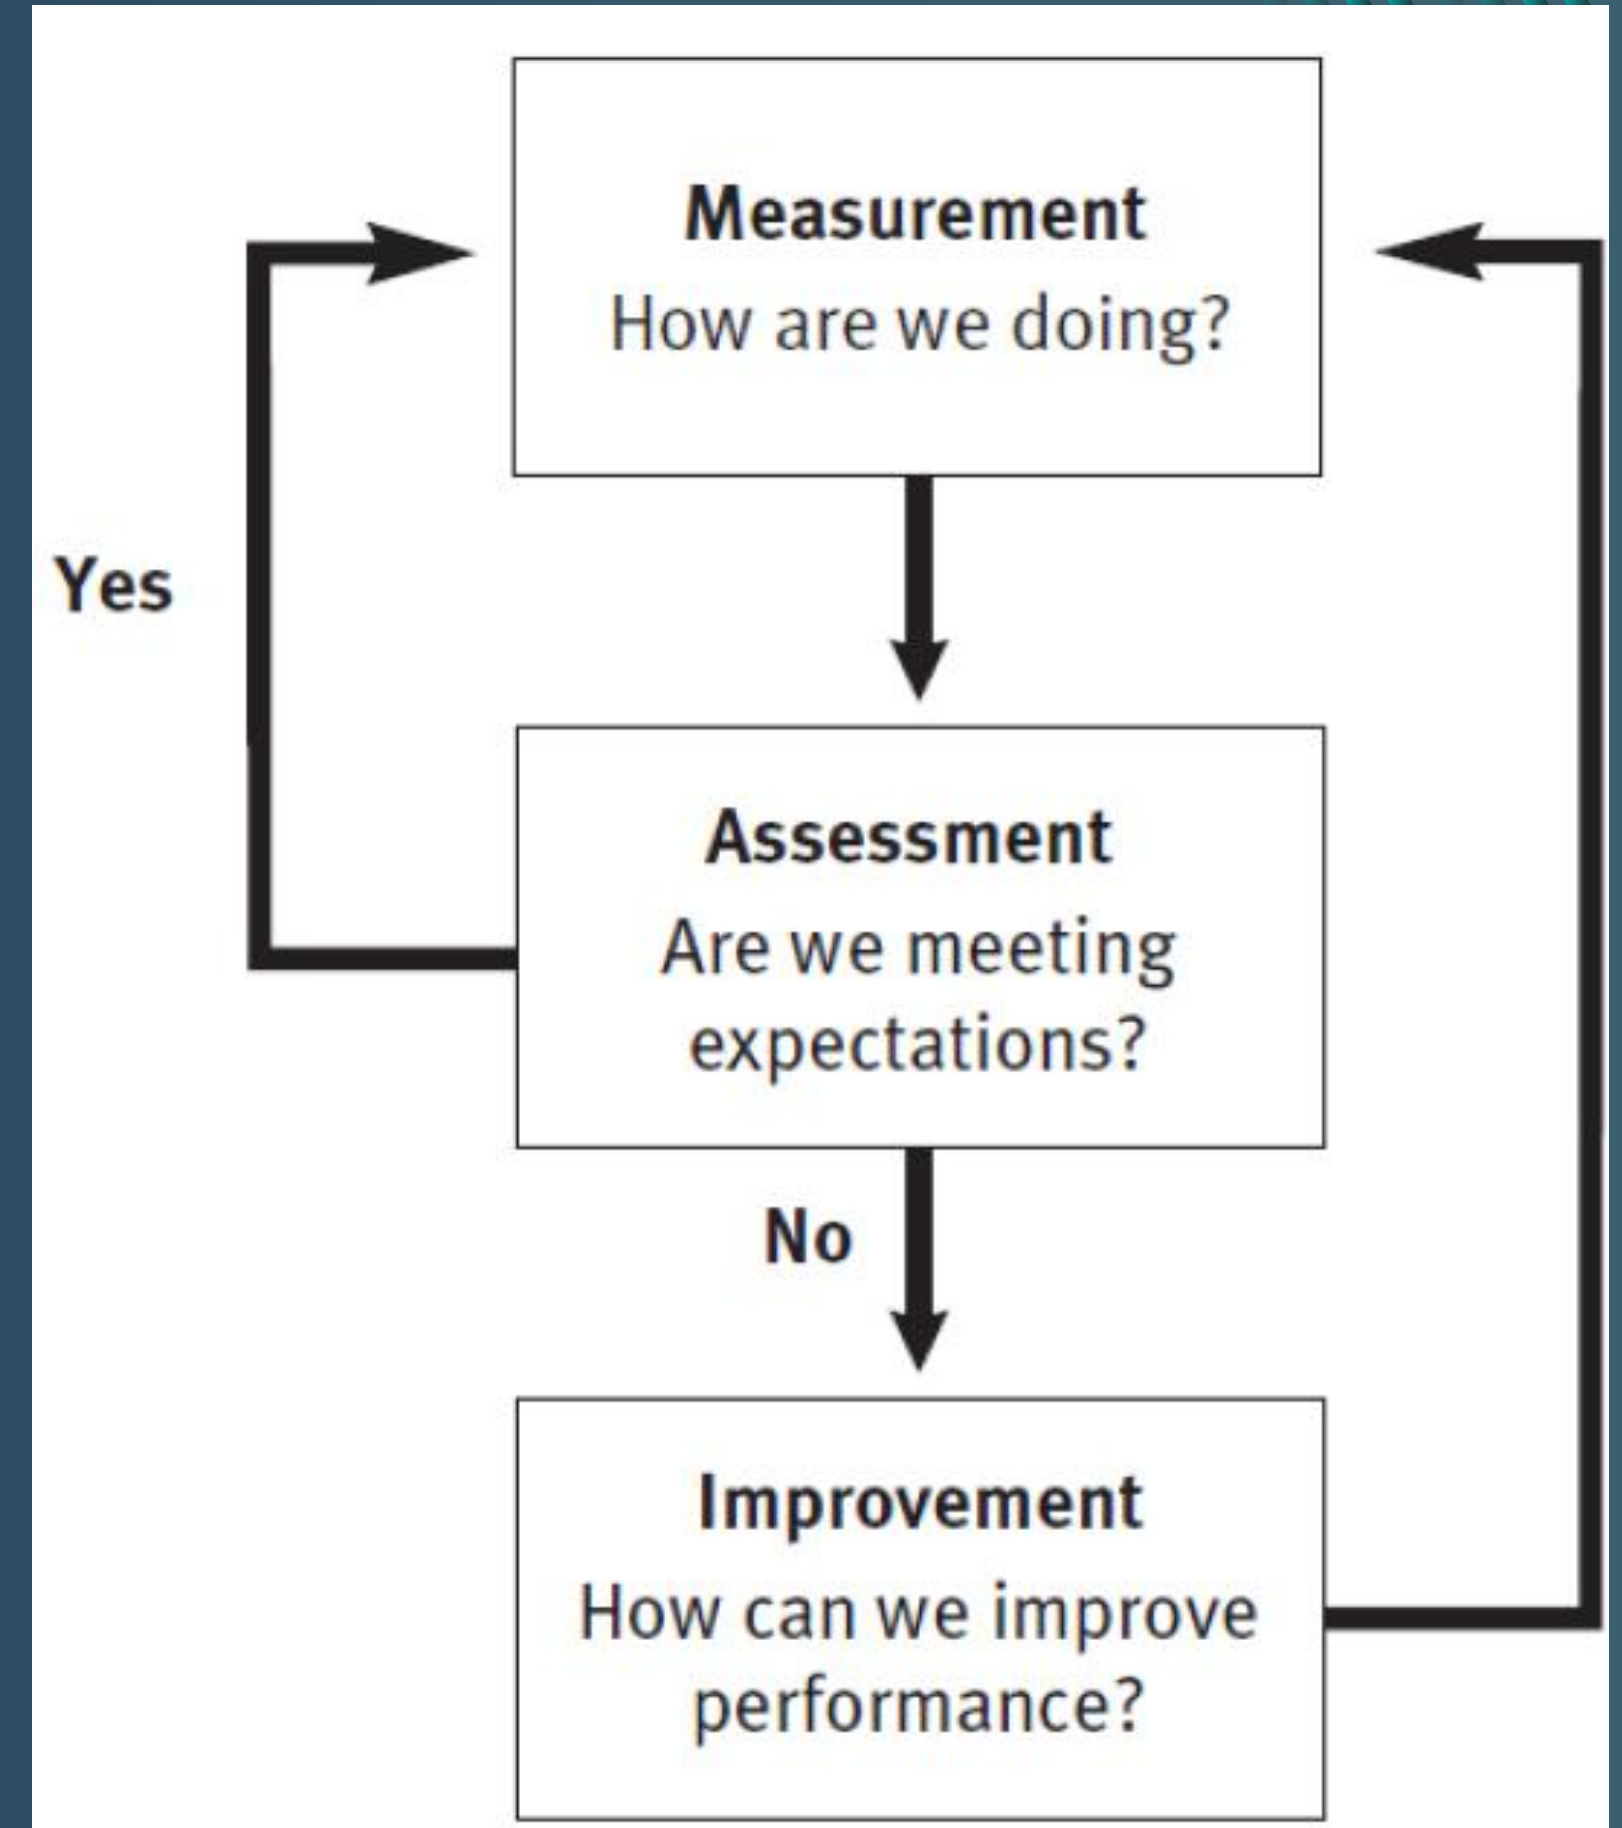 Measurement
How are we doing?
Yes
Assessment
Are we meeting
expectations?
No
Improvement
How can we improve
performance?